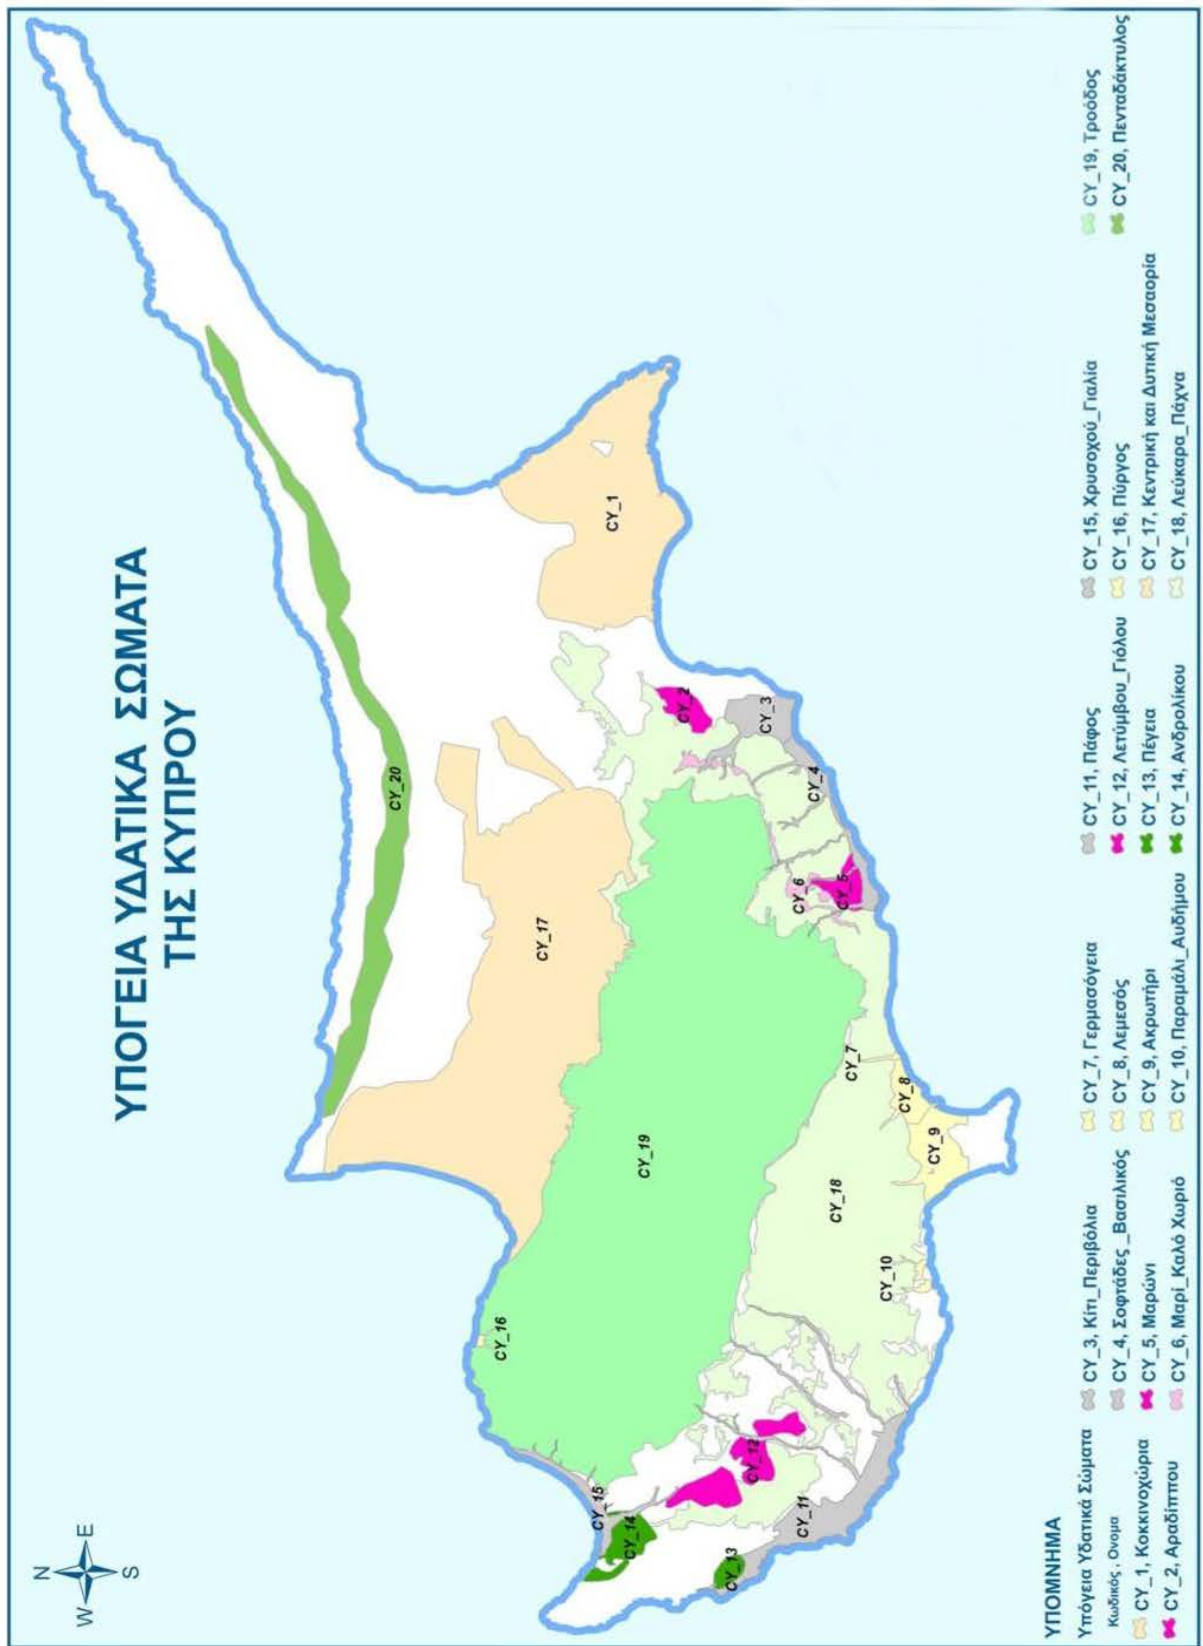 ΥΠΟΓΕΙΑ ΥΔΑΤΙΚΑ ΣΩΜΑΤΑ
ΤΗΣ ΚΥΠΡΟΥ
N
W E
S
CY_20
CY_1
CY_17
CY_2
CY_3
CY_4
CY_5
CY_6
CY_7
CY_8
CY_9
CY_19
CY_18
CY_10
CY_16
CY_15
CY_14
CY_12
CY_11
CY_13
ΥΠΟΜΝΗΜΑ
Υπόγεια Υδατικά Σώματα
Κωδικός, Ονομα
CY_1, Κοκκινοχώρια
CY_2, Αραδίππου
CY_3, Κίτι_Περιβόλια
CY_4, Σοφτάδες_Βασιλικός
CY_5, Μαρώνι
CY_6, Μαρί_Καλό Χωριό
CY_7, Γερμασόγεια
CY_8, Λεμεσός
CY_9, Ακρωτήρι
CY_10, Παραμάλι_Αυδήμου
CY_11, Πάφος
CY_12, Λετύμβου_Γιόλου
CY_13, Πέγεια
CY_14, Ανδρολίκου
CY_15, Χρυσοχού_Γιαλία
CY_16, Πύργος
CY_17, Κεντρική και Δυτική Μεσαορία
CY_18, Λεύκαρα_Πάχνα
CY_19, Τροόδος
CY_20, Πενταδάκτυλος